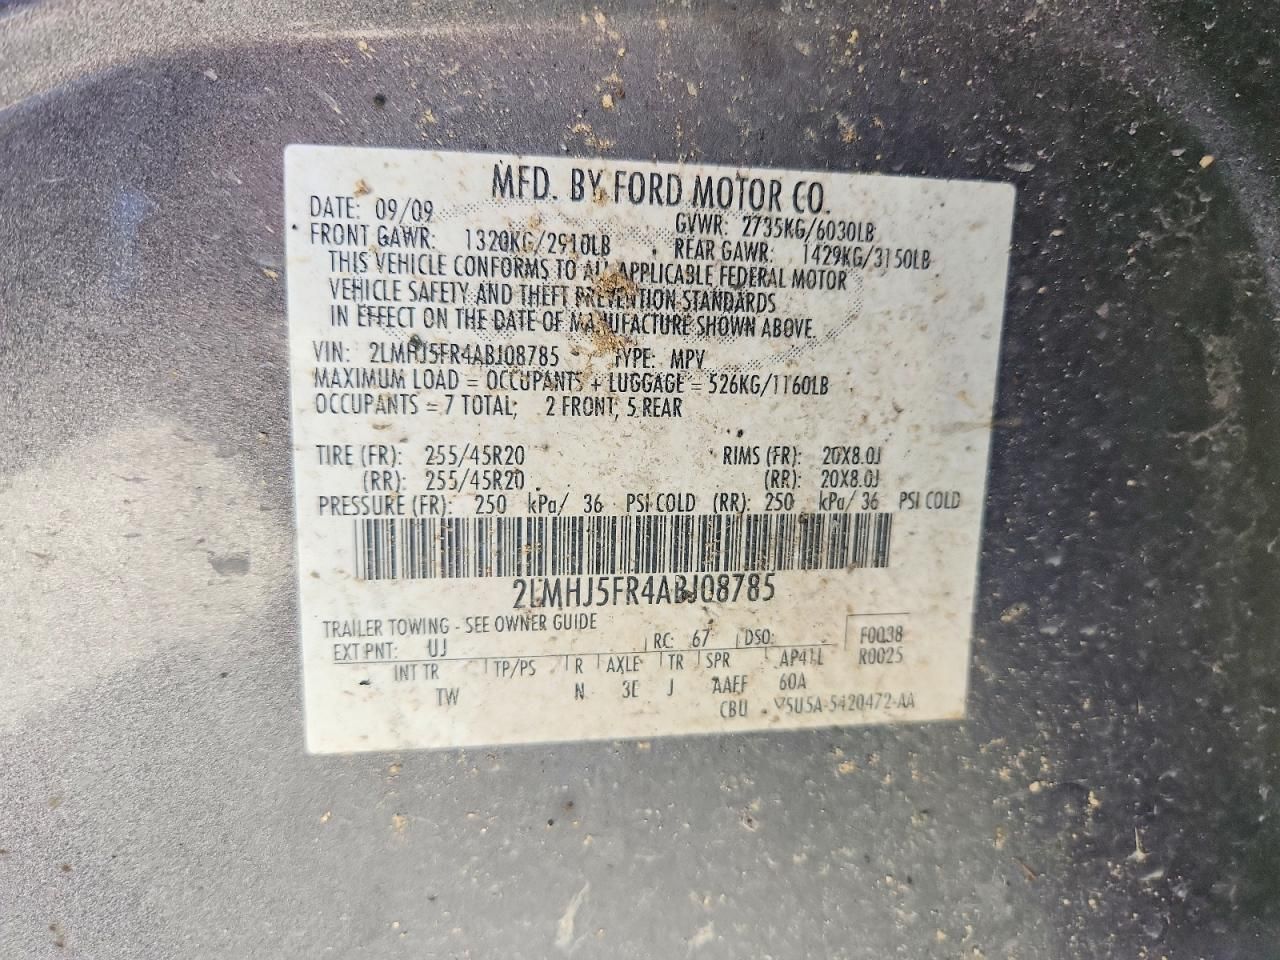 MFD. BY FORD MOTOR CO.
DATE: 09/09 GVWR: 2735KG/6030LB
FRONT GAWR: 1320KG/2910LB REAR GAWR: 1429KG/3150LB
THIS VEHICLE CONFORMS TO ALL APPLICABLE FEDERAL MOTOR
VEHICLE SAFETY AND THEFT PREVENTION STANDARDS
IN EFFECT ON THE DATE OF MANUFACTURE SHOWN ABOVE.
VIN: 2LMHJ5FR4ABJ08785 TYPE: MPV
MAXIMUM LOAD = OCCUPANTS + LUGGAGE = 526KG/1160LB
OCCUPANTS = 7 TOTAL; 2 FRONT, 5 REAR
TIRE (FR): 255/45R20 RIMS (FR): 20X8.0J
(RR): 255/45R20 (RR): 20X8.0J
PRESSURE (FR): 250 kPa/ 36 PSI COLD (RR): 250 kPa/ 36 PSI COLD
2LMHJ5FR4ABJ08785
TRAILER TOWING - SEE OWNER GUIDE
EXT PNT: UJ RC: 67 DSO: F0038
R0025
INT TR TP/PS R AXLE TR SPR AP41L
TW N 3E J AAEF 60A
CBU 5U5A-5420472-AA